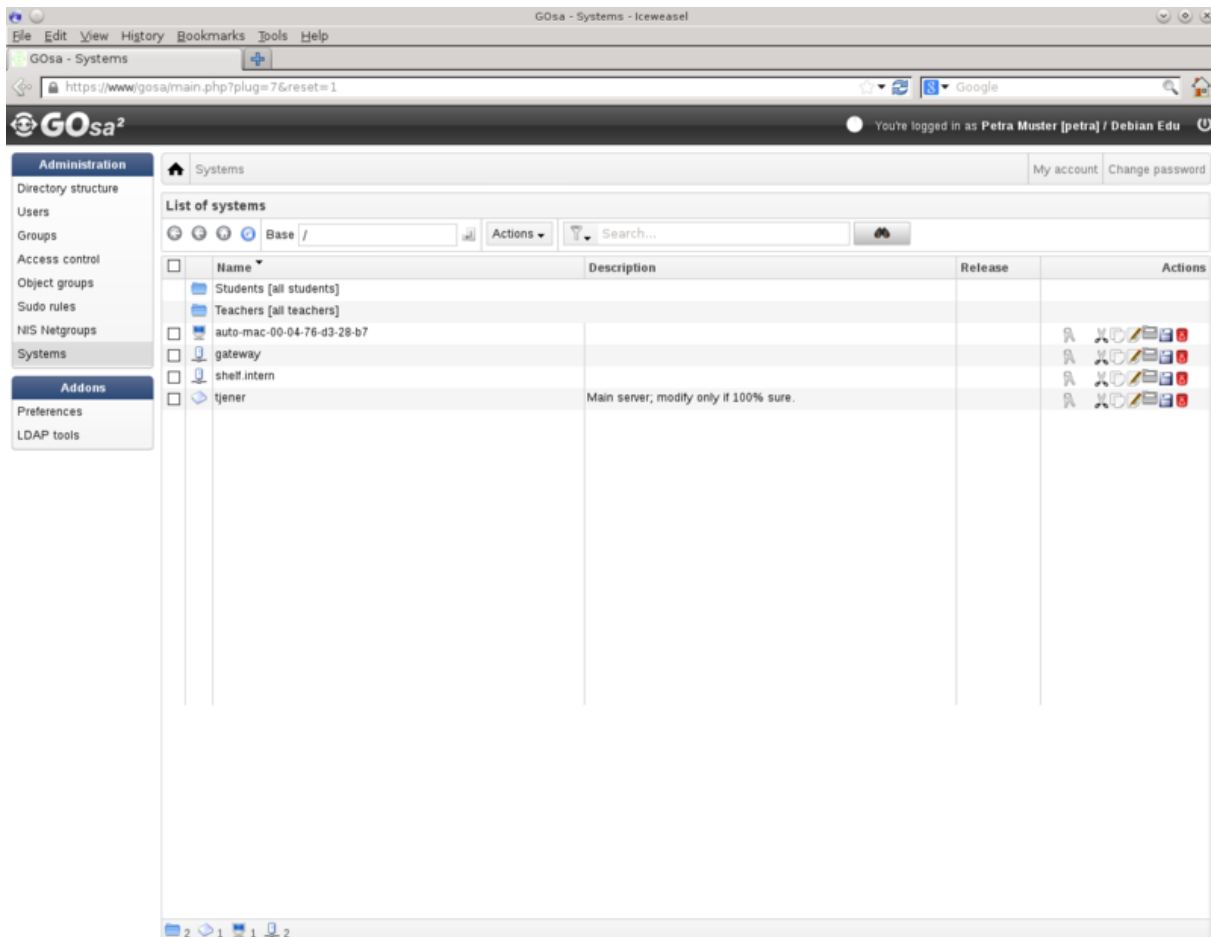 GOsa - Systems - Iceweasel
File Edit View History Bookmarks Tools Help
GOsa - Systems
https://www/gosa/main.php?plug=7&reset=1
8 Google
GOsa²
You're logged in as Petra Muster [petra] / Debian Edu
Administration
Directory structure
Users
Groups
Access control
Object groups
Sudo rules
NIS Netgroups
Systems
Addons
Preferences
LDAP tools
Systems
My account Change password
List of systems
Base / Actions Search...
Name Description Release Actions
Students [all students]
Teachers [all teachers]
auto-mac-00-04-76-d3-28-b7
gateway
shelf.intern
tjener Main server; modify only if 100% sure.
2 1 1 2